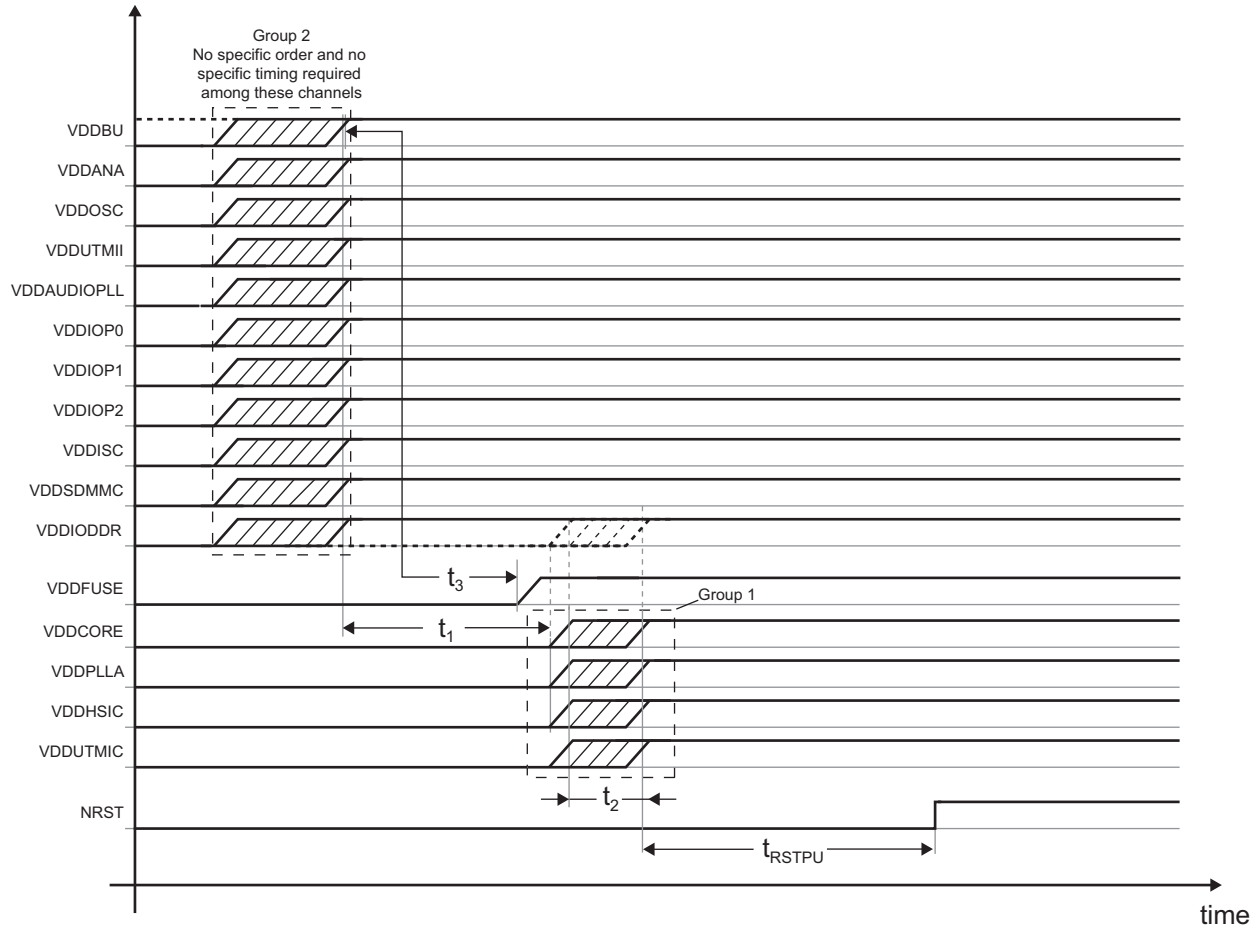 Group 2
No specific order and no
specific timing required
among these channels
VDDBU
VDDANA
VDDOSC
VDDUTMII
VDDAUDIOPLL
VDDIOP0
VDDIOP1
VDDIOP2
VDDISC
VDDSDMMC
VDDIODDR
t3
VDDFUSE
Group 1
VDDCORE
t1
VDDPLLA
VDDHSIC
VDDUTMIC
t2
NRST
tRSTPU
time